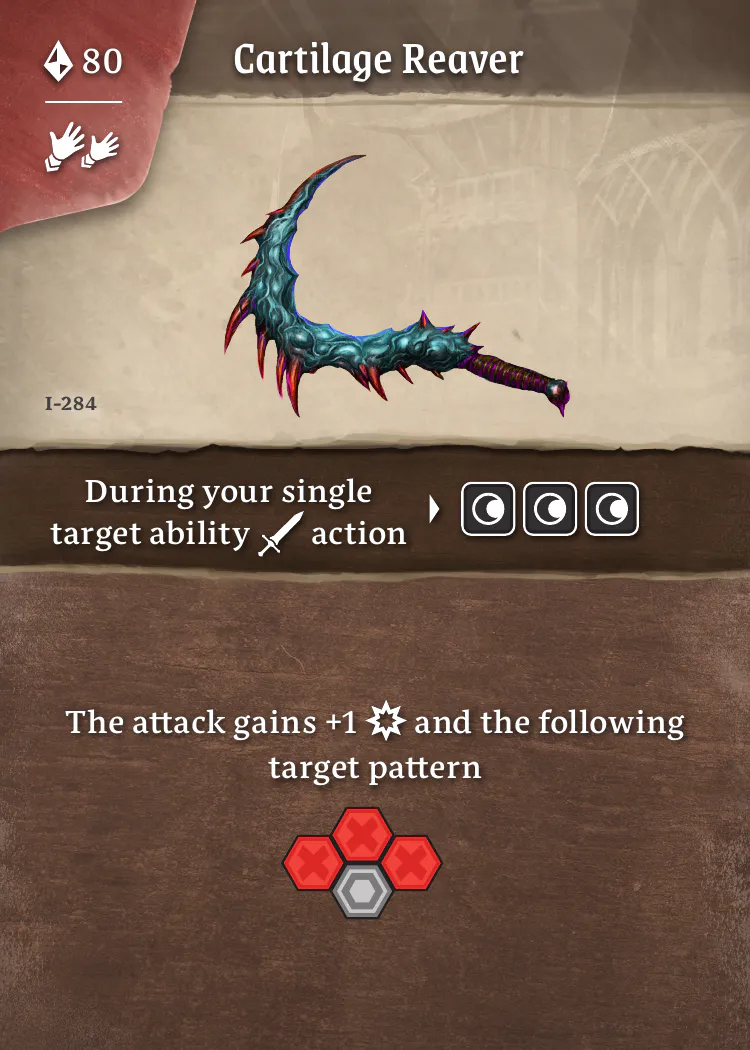 80
Cartilage Reaver
I-284
During your single
target ability action
The attack gains +1 and the following
target pattern